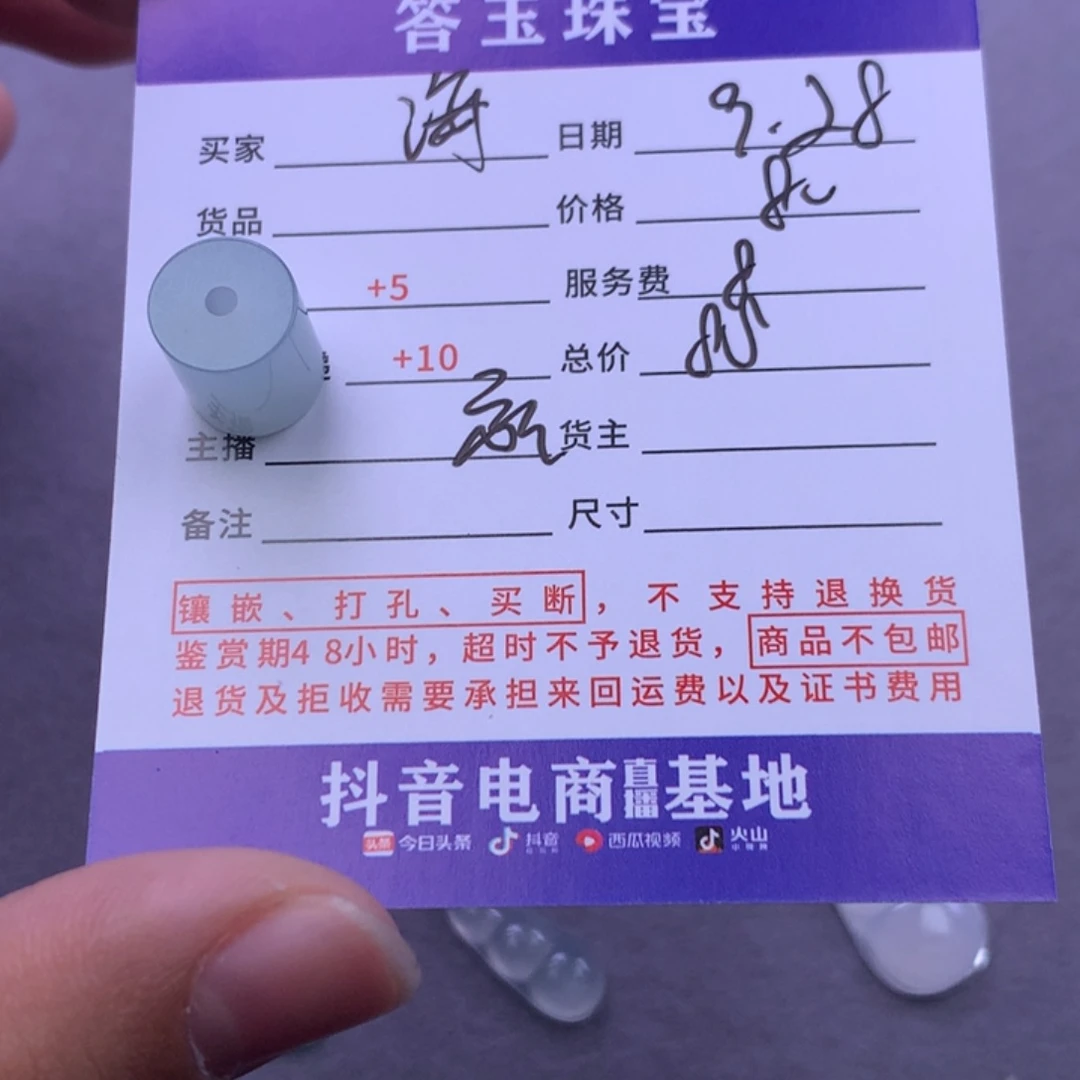 答玉珠宝
买家 海 日期 9.28
货品 价格
+5 服务费 8
+10 总价
主播 货主
备注 尺寸
镶嵌、打孔、买断，不支持退换货
鉴赏期48小时，超时不予退货，商品不包邮
退货及拒收需要承担来回运费以及证书费用
抖音电商直播基地
头条 今日头条 抖音 西瓜视频 火山